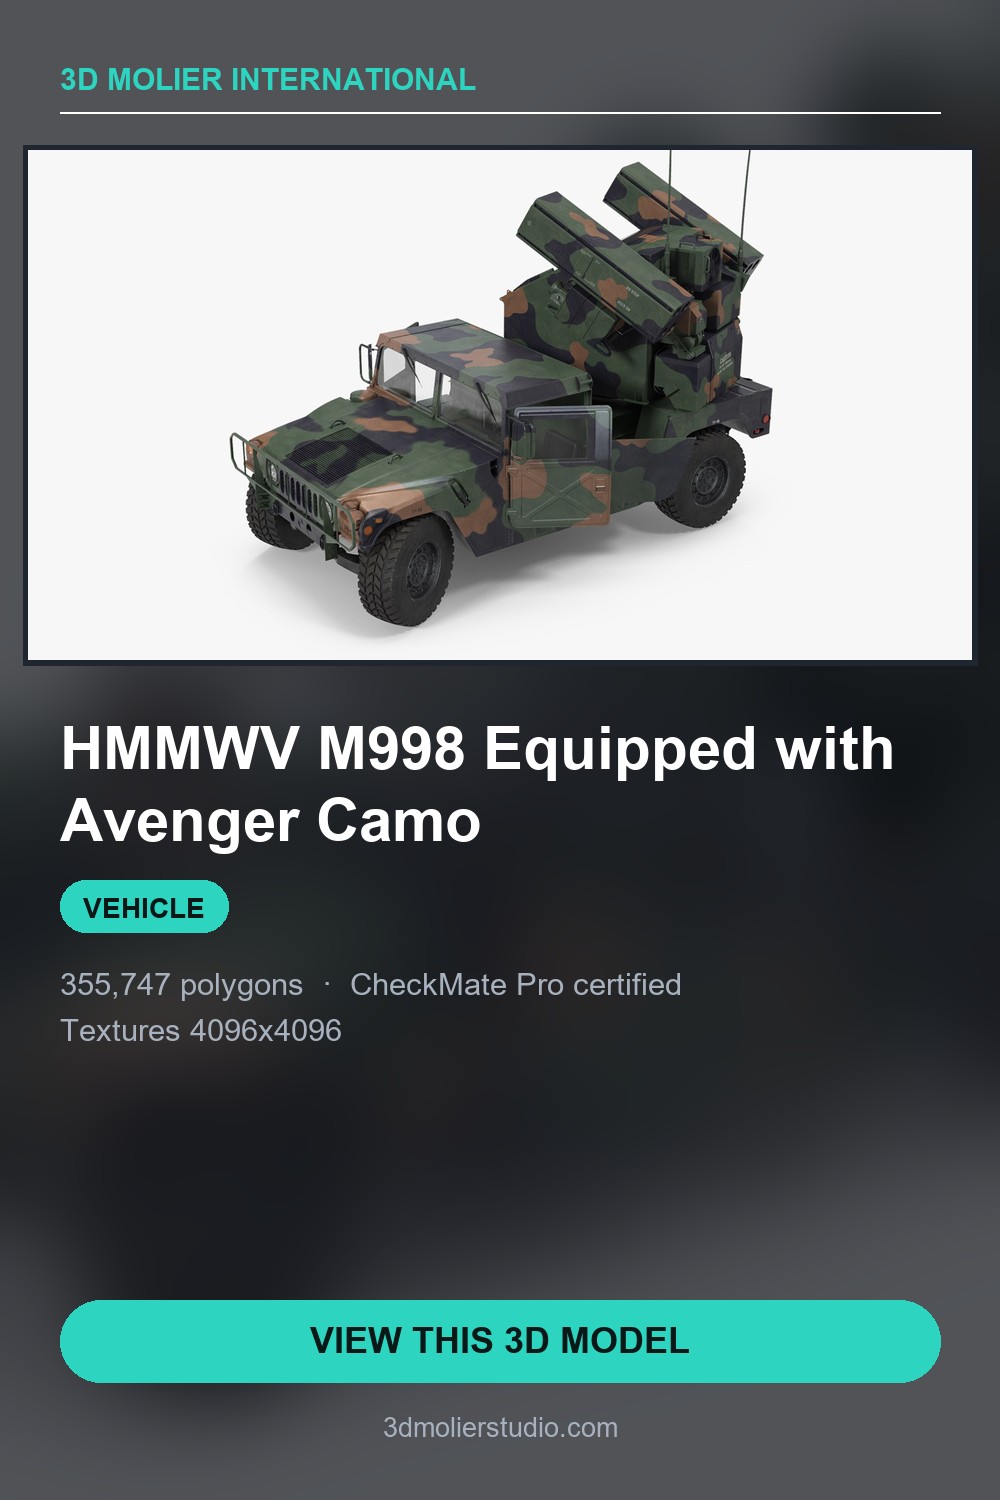 3D MOLIER INTERNATIONAL
HMMWV M998 Equipped with
Avenger Camo
VEHICLE
355,747 polygons · CheckMate Pro certified
Textures 4096x4096
VIEW THIS 3D MODEL
3dmolierstudio.com